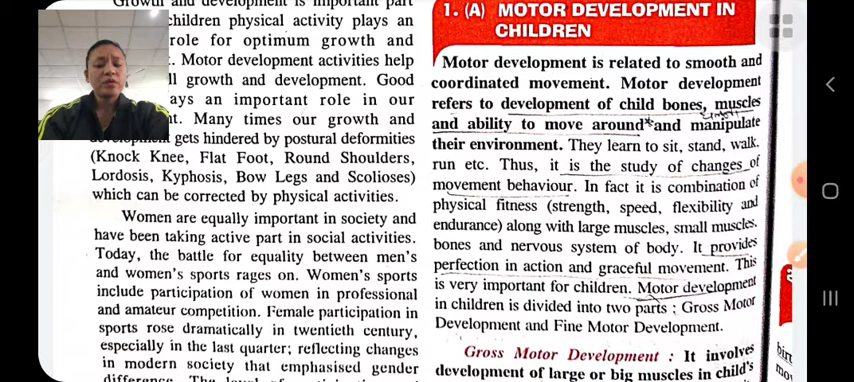 Growth and development is important part
children physical activity plays an
role for optimum growth and
Motor development activities help
ll growth and development. Good
ays an important role in our
nt. Many times our growth and
development gets hindered by postural deformities
(Knock Knee, Flat Foot, Round Shoulders,
Lordosis, Kyphosis, Bow Legs and Scolioses)
which can be corrected by physical activities.
Women are equally important in society and
have been taking active part in social activities.
Today, the battle for equality between men's
and women's sports rages on. Women's sports
include participation of women in professional
and amateur competition. Female participation in
sports rose dramatically in twentieth century,
especially in the last quarter; reflecting changes
in modern society that emphasised gender
1. (A) MOTOR DEVELOPMENT IN
CHILDREN
Motor development is related to smooth and
coordinated movement. Motor development
refers to development of child bones, muscles
and ability to move around*and manipulate
their environment. They learn to sit, stand, walk,
run etc. Thus, it is the study of changes of
movement behaviour. In fact it is combination of
physical fitness (strength, speed, flexibility and
endurance) along with large muscles, small muscles,
bones and nervous system of body. It provides
perfection in action and graceful movement. This
is very important for children. Motor development
in children is divided into two parts ; Gross Motor
Development and Fine Motor Development.
Gross Motor Development : It involves
development of large or big muscles in child's
birt
mo